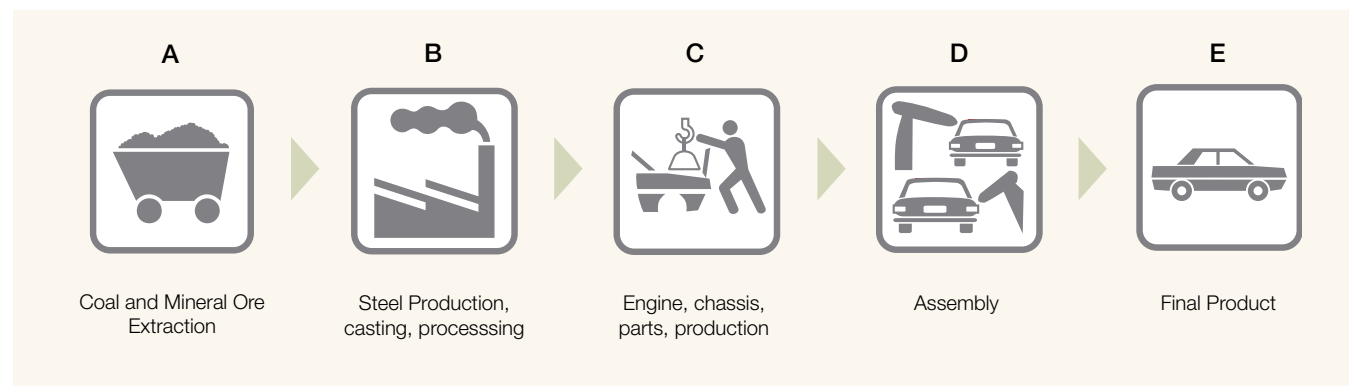 A
B
C
D
E
Coal and Mineral Ore
Extraction
Steel Production,
casting, processsing
Engine, chassis,
parts, production
Assembly
Final Product